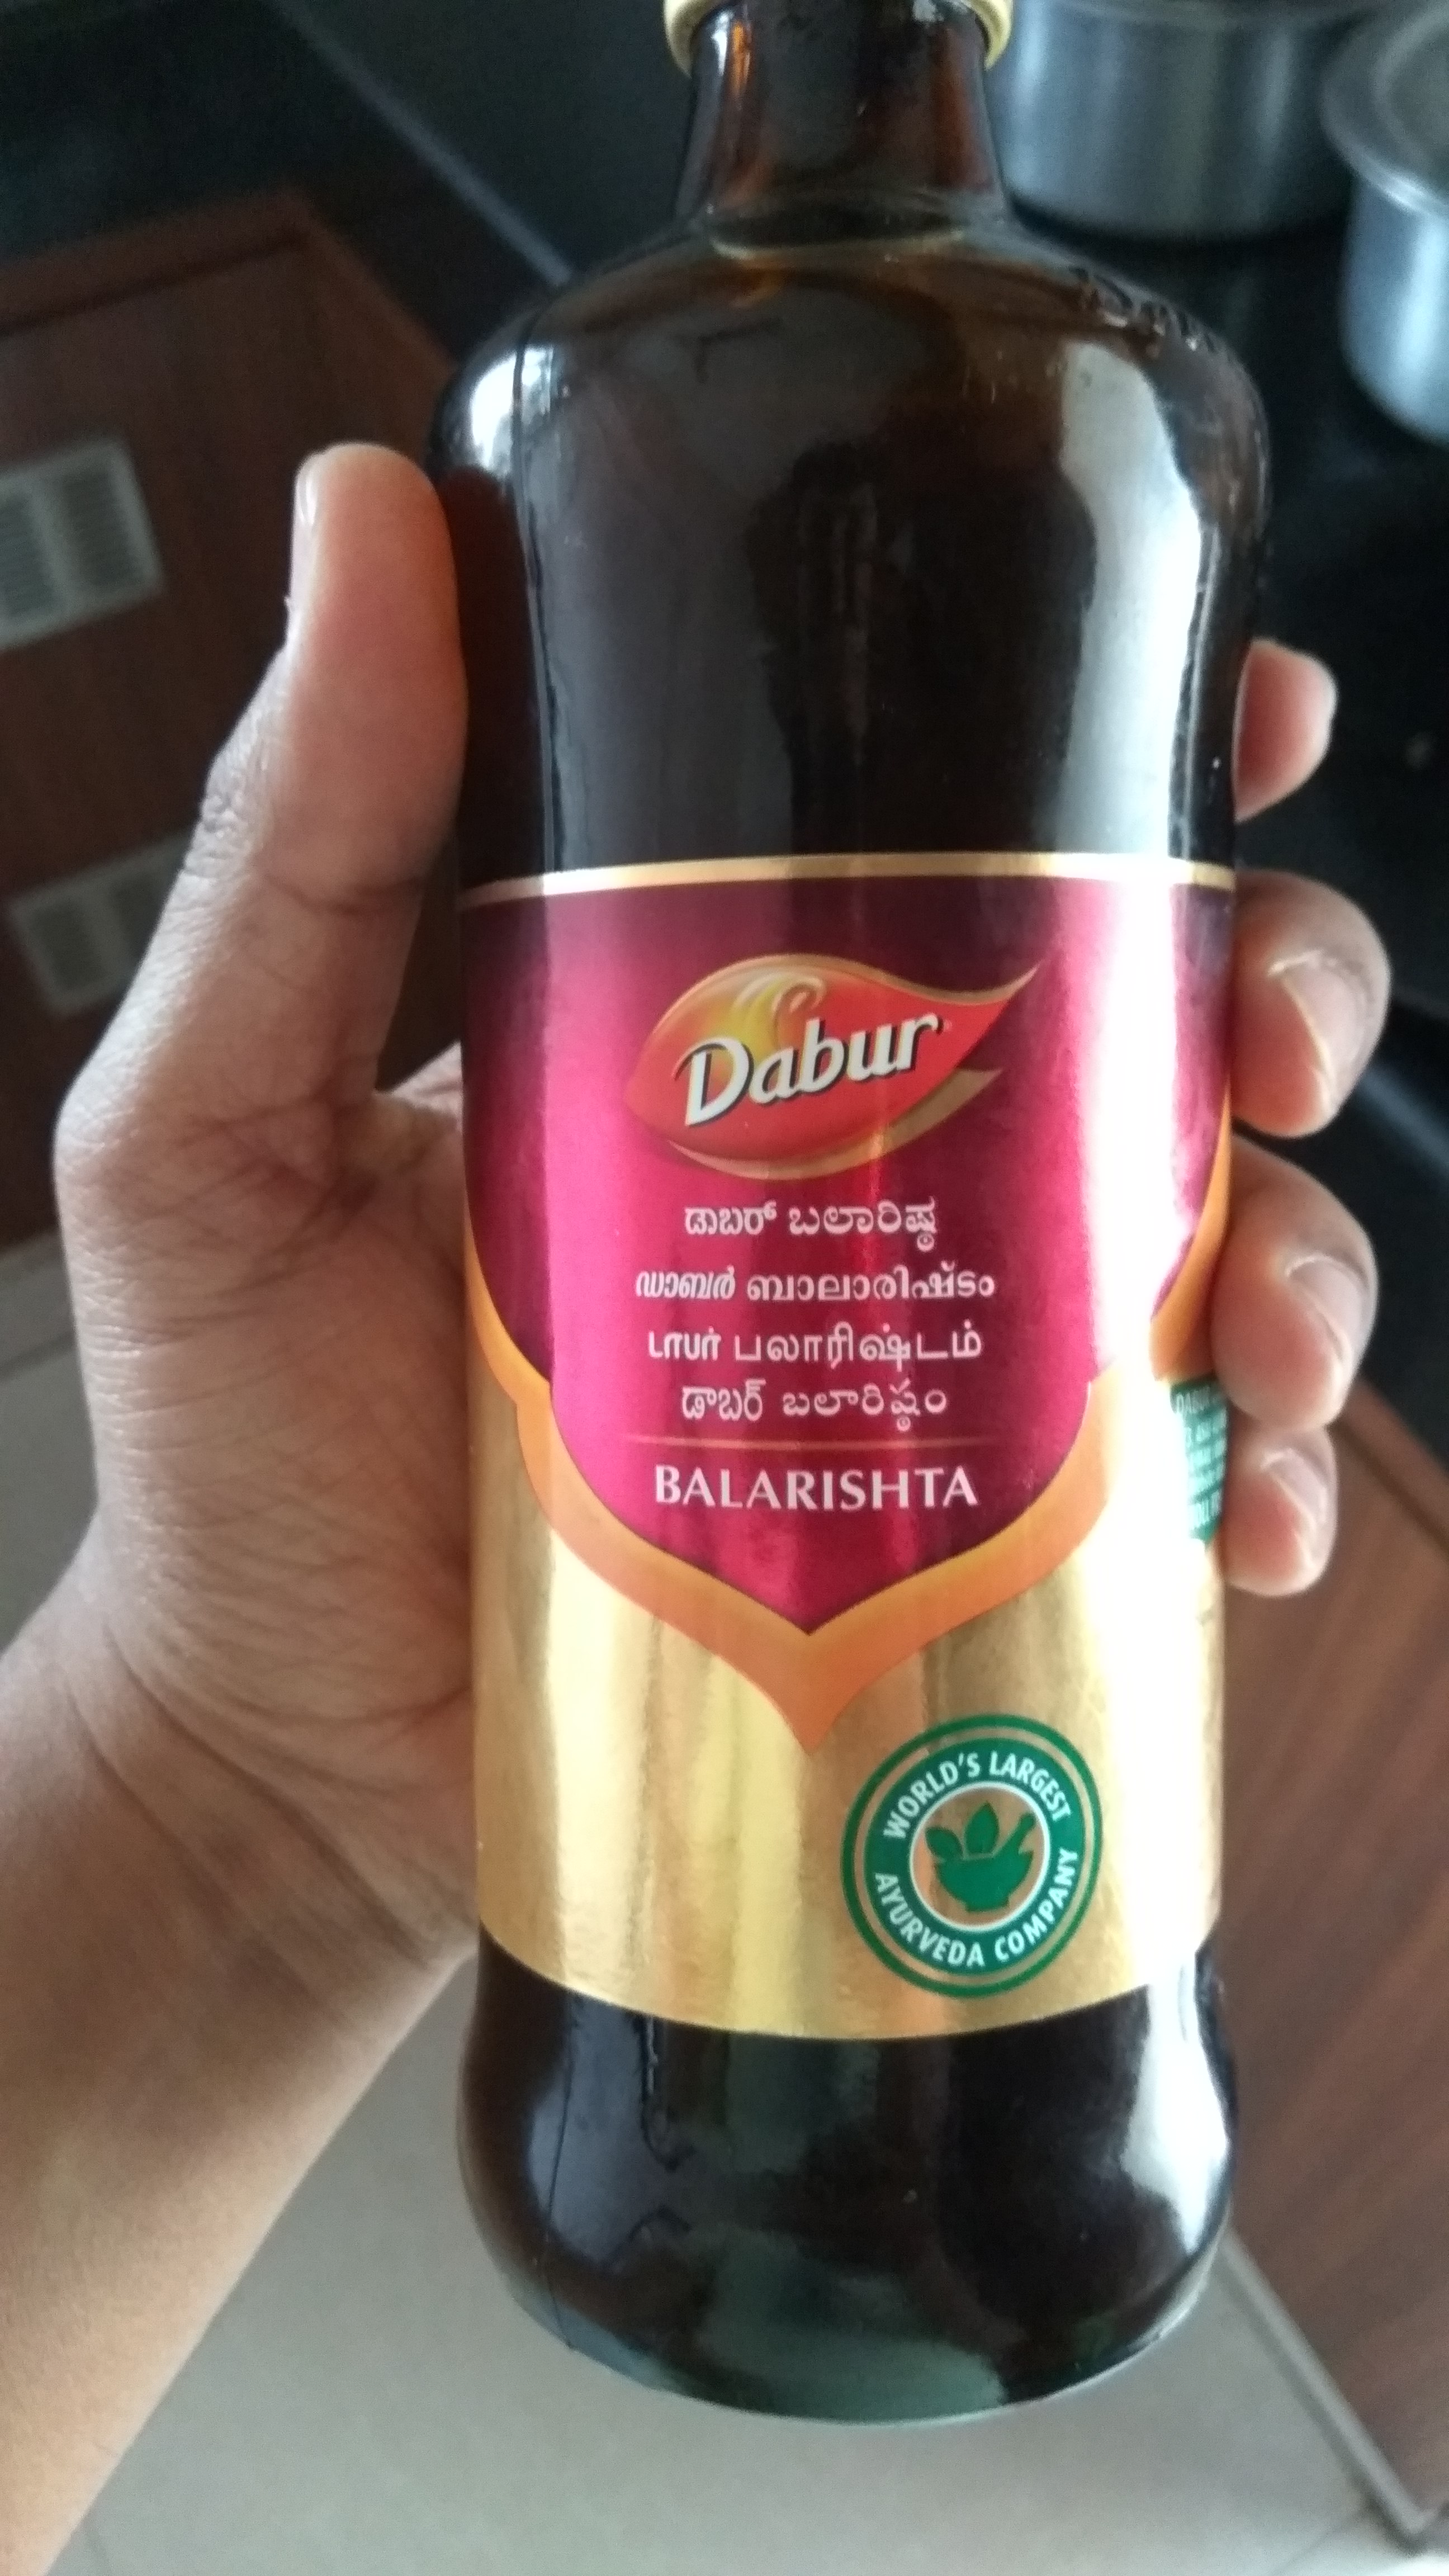 Dabur
ಡಾಬರ್ ಬಲಾರಿಷ್ಠ
ഡാബർ ബാലാരിഷ്ടം
டாபர் பலாரிஷ்டம்
డాబర్ బలారిష్ఠం
BALARISHTA
WORLD'S LARGEST
AYURVEDA COMPANY